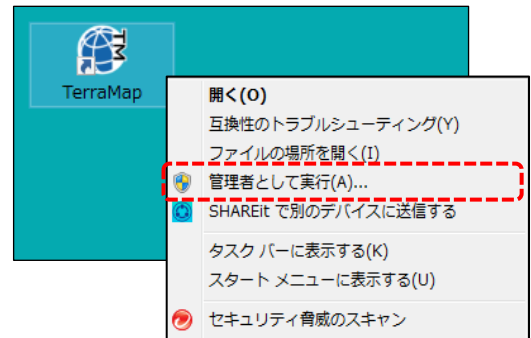 TM
TerraMap
開く(O)
互換性のトラブルシューティング(Y)
ファイルの場所を開く(I)
管理者として実行(A)...
SHAREit で別のデバイスに送信する
タスク バーに表示する(K)
スタート メニューに表示する(U)
セキュリティ脅威のスキャン